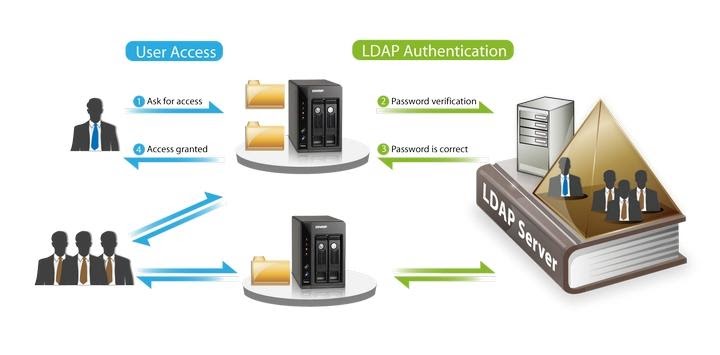 User Access
LDAP Authentication
1 Ask for access
2 Password verification
4 Access granted
3 Password is correct
LDAP Server